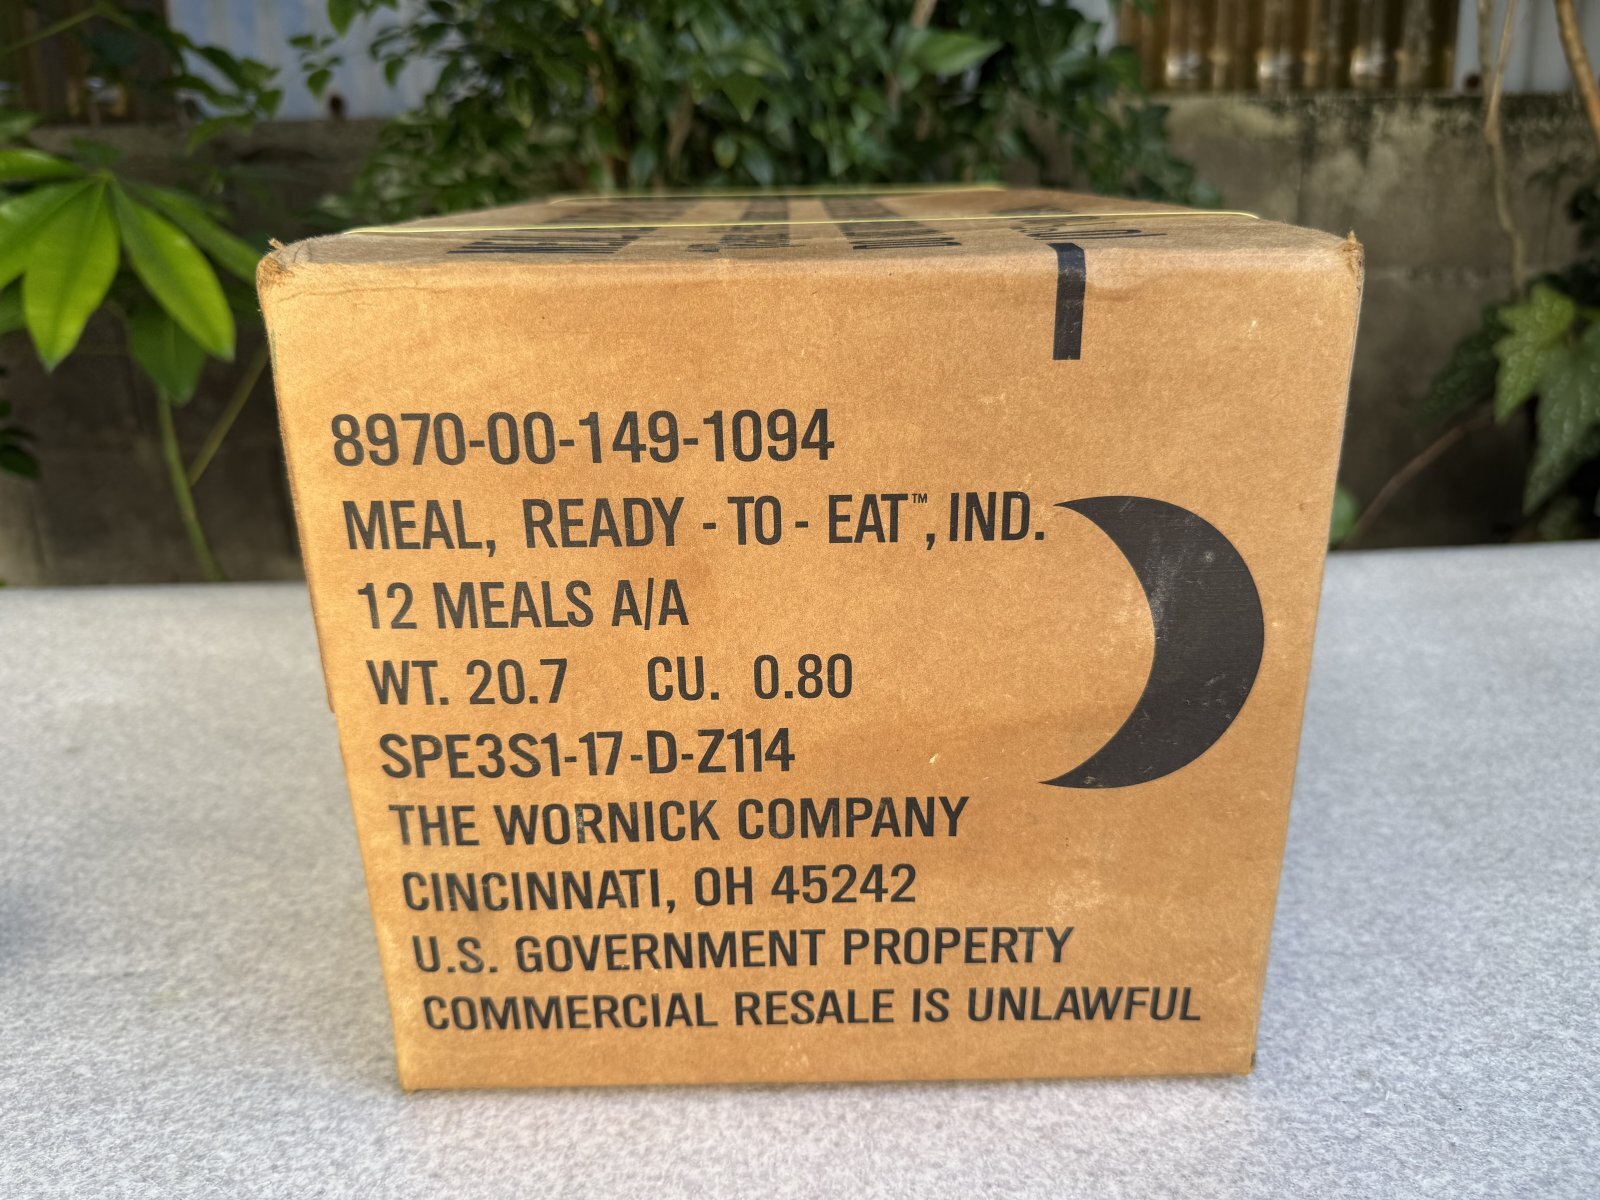 8970-00-149-1094
MEAL, READY - TO - EAT™, IND.
12 MEALS A/A
WT. 20.7 CU. 0.80
SPE3S1-17-D-Z114
THE WORNICK COMPANY
CINCINNATI, OH 45242
U.S. GOVERNMENT PROPERTY
COMMERCIAL RESALE IS UNLAWFUL